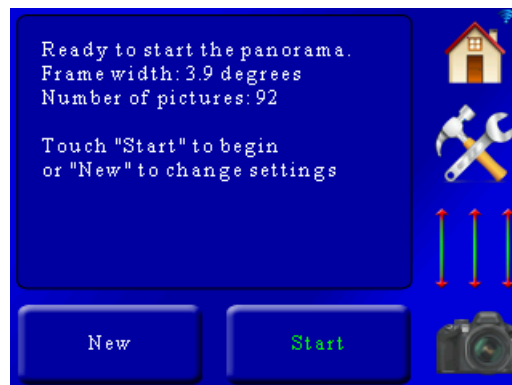 Ready to start the panorama.
Frame width: 3.9 degrees
Number of pictures: 92
Touch "Start" to begin
or "New" to change settings
New
Start